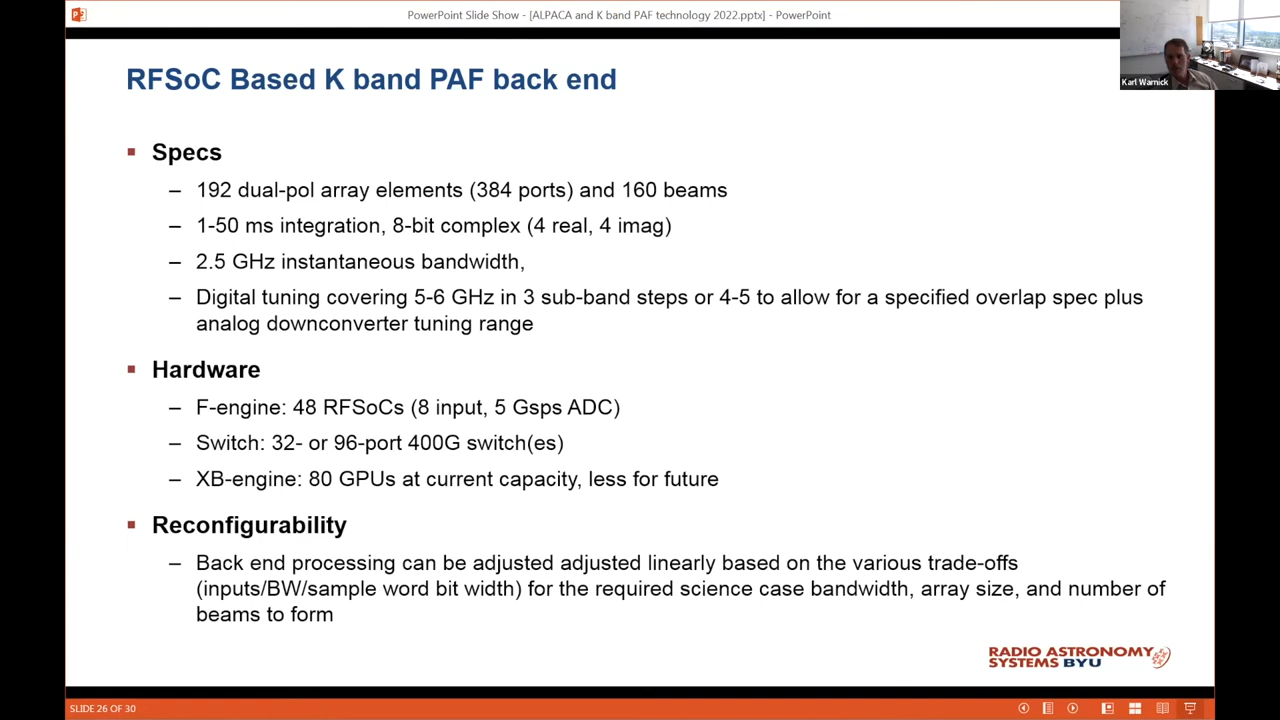 PowerPoint Slide Show - [ALPACA and K band PAF technology 2022.pptx] - PowerPoint
Karl Warnick
RFSoC Based K band PAF back end
▪ Specs
– 192 dual-pol array elements (384 ports) and 160 beams
– 1-50 ms integration, 8-bit complex (4 real, 4 imag)
– 2.5 GHz instantaneous bandwidth,
– Digital tuning covering 5-6 GHz in 3 sub-band steps or 4-5 to allow for a specified overlap spec plus
analog downconverter tuning range
▪ Hardware
– F-engine: 48 RFSoCs (8 input, 5 Gsps ADC)
– Switch: 32- or 96-port 400G switch(es)
– XB-engine: 80 GPUs at current capacity, less for future
▪ Reconfigurability
– Back end processing can be adjusted adjusted linearly based on the various trade-offs
(inputs/BW/sample word bit width) for the required science case bandwidth, array size, and number of
beams to form
RADIO ASTRONOMY
SYSTEMS BYU
SLIDE 26 OF 30